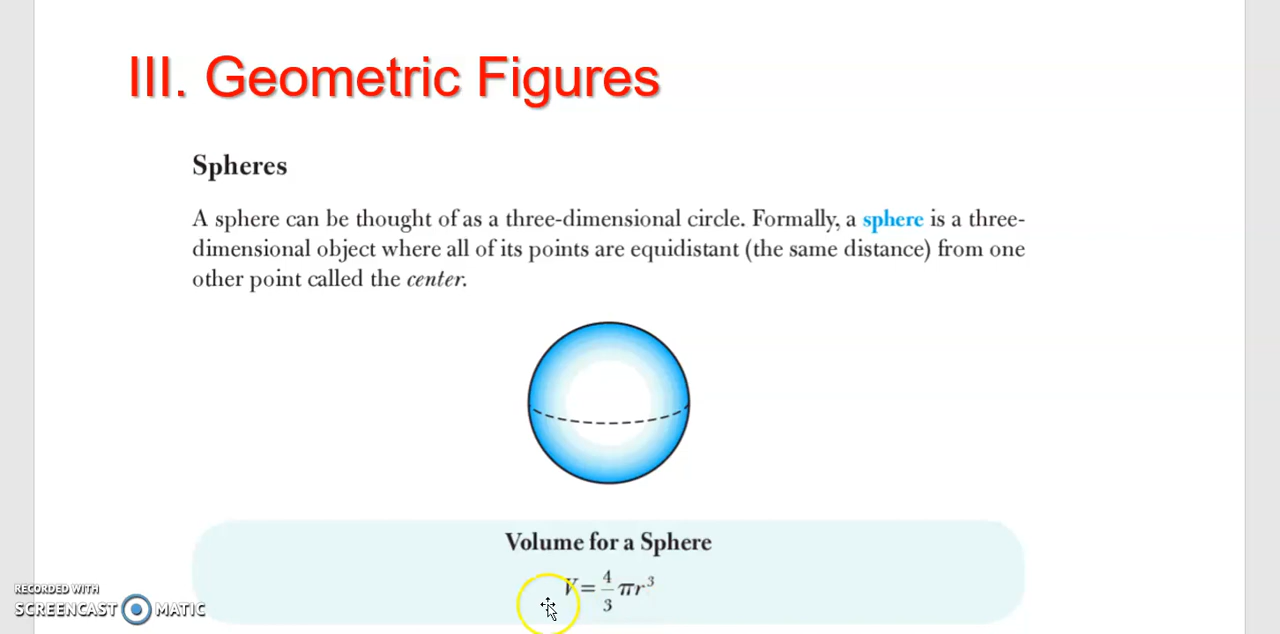 III. Geometric Figures
Spheres
A sphere can be thought of as a three-dimensional circle. Formally, a sphere is a three-
dimensional object where all of its points are equidistant (the same distance) from one
other point called the center.
Volume for a Sphere
V = 4/3 πr³
RECORDED WITH
SCREENCAST MATIC